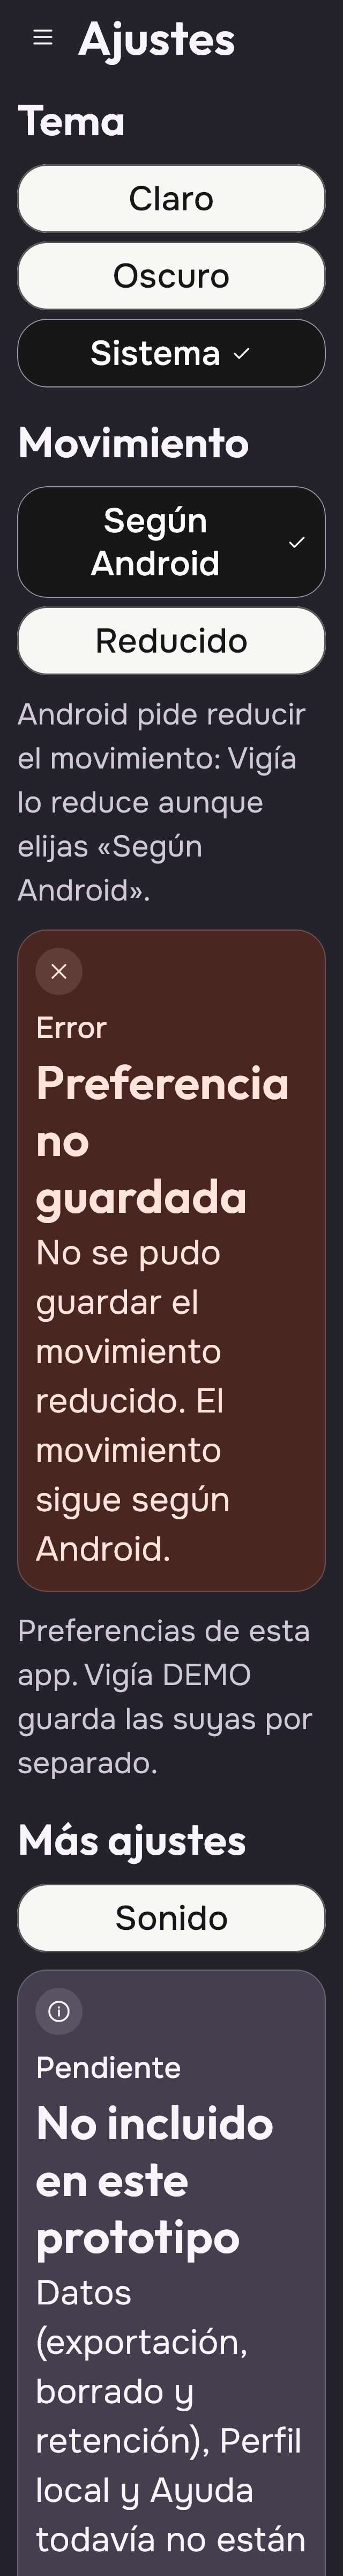 Ajustes
Tema
Claro
Oscuro
Sistema
Movimiento
Según
Android
Reducido
Android pide reducir
el movimiento: Vigía
lo reduce aunque
elijas «Según
Android».
Error
Preferencia
no
guardada
No se pudo
guardar el
movimiento
reducido. El
movimiento
sigue según
Android.
Preferencias de esta
app. Vigía DEMO
guarda las suyas por
separado.
Más ajustes
Sonido
Pendiente
No incluido
en este
prototipo
Datos
(exportación,
borrado y
retención), Perfil
local y Ayuda
todavía no están